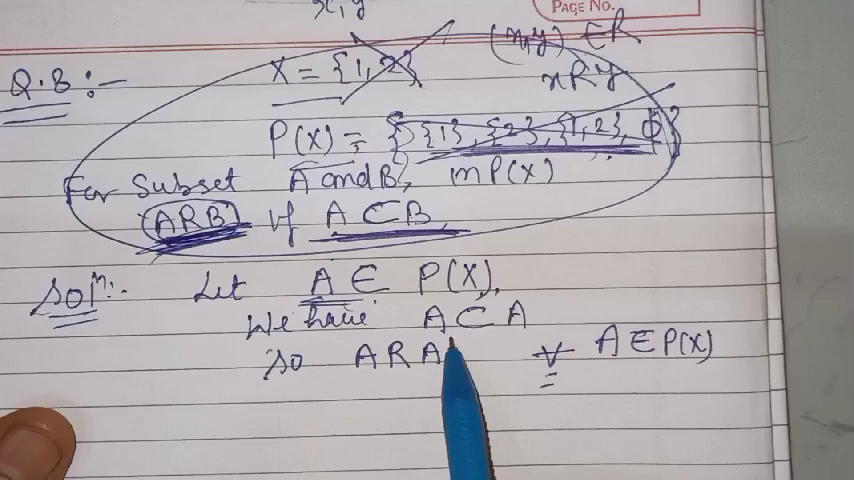 PAGE No.
x, y
(x,y) ∈ R
Q.8:- X = {1,2}
xRy
P(X) = {{1}, {2}, {1,2}, ϕ}
For Subset A and B, in P(X)
ARB if A ⊂ B
Solⁿ:- Let A ∈ P(X),
We have A ⊂ A
So ARA ∀ A ∈ P(X)